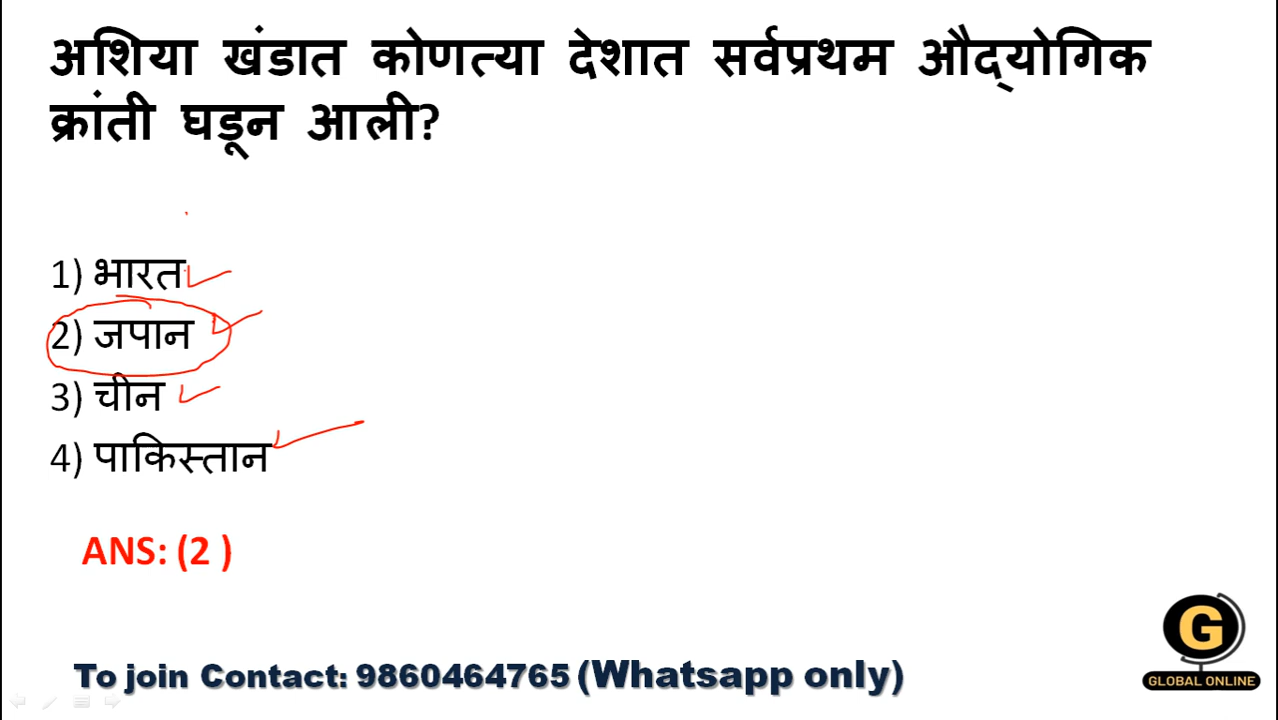 अशिया खंडात कोणत्या देशात सर्वप्रथम औद्‌योगिक
क्रांती घडून आली?
1) भारत
2) जपान
3) चीन
4) पाकिस्तान
ANS: (2 )
To join Contact: 9860464765 (Whatsapp only)
G
GLOBAL ONLINE